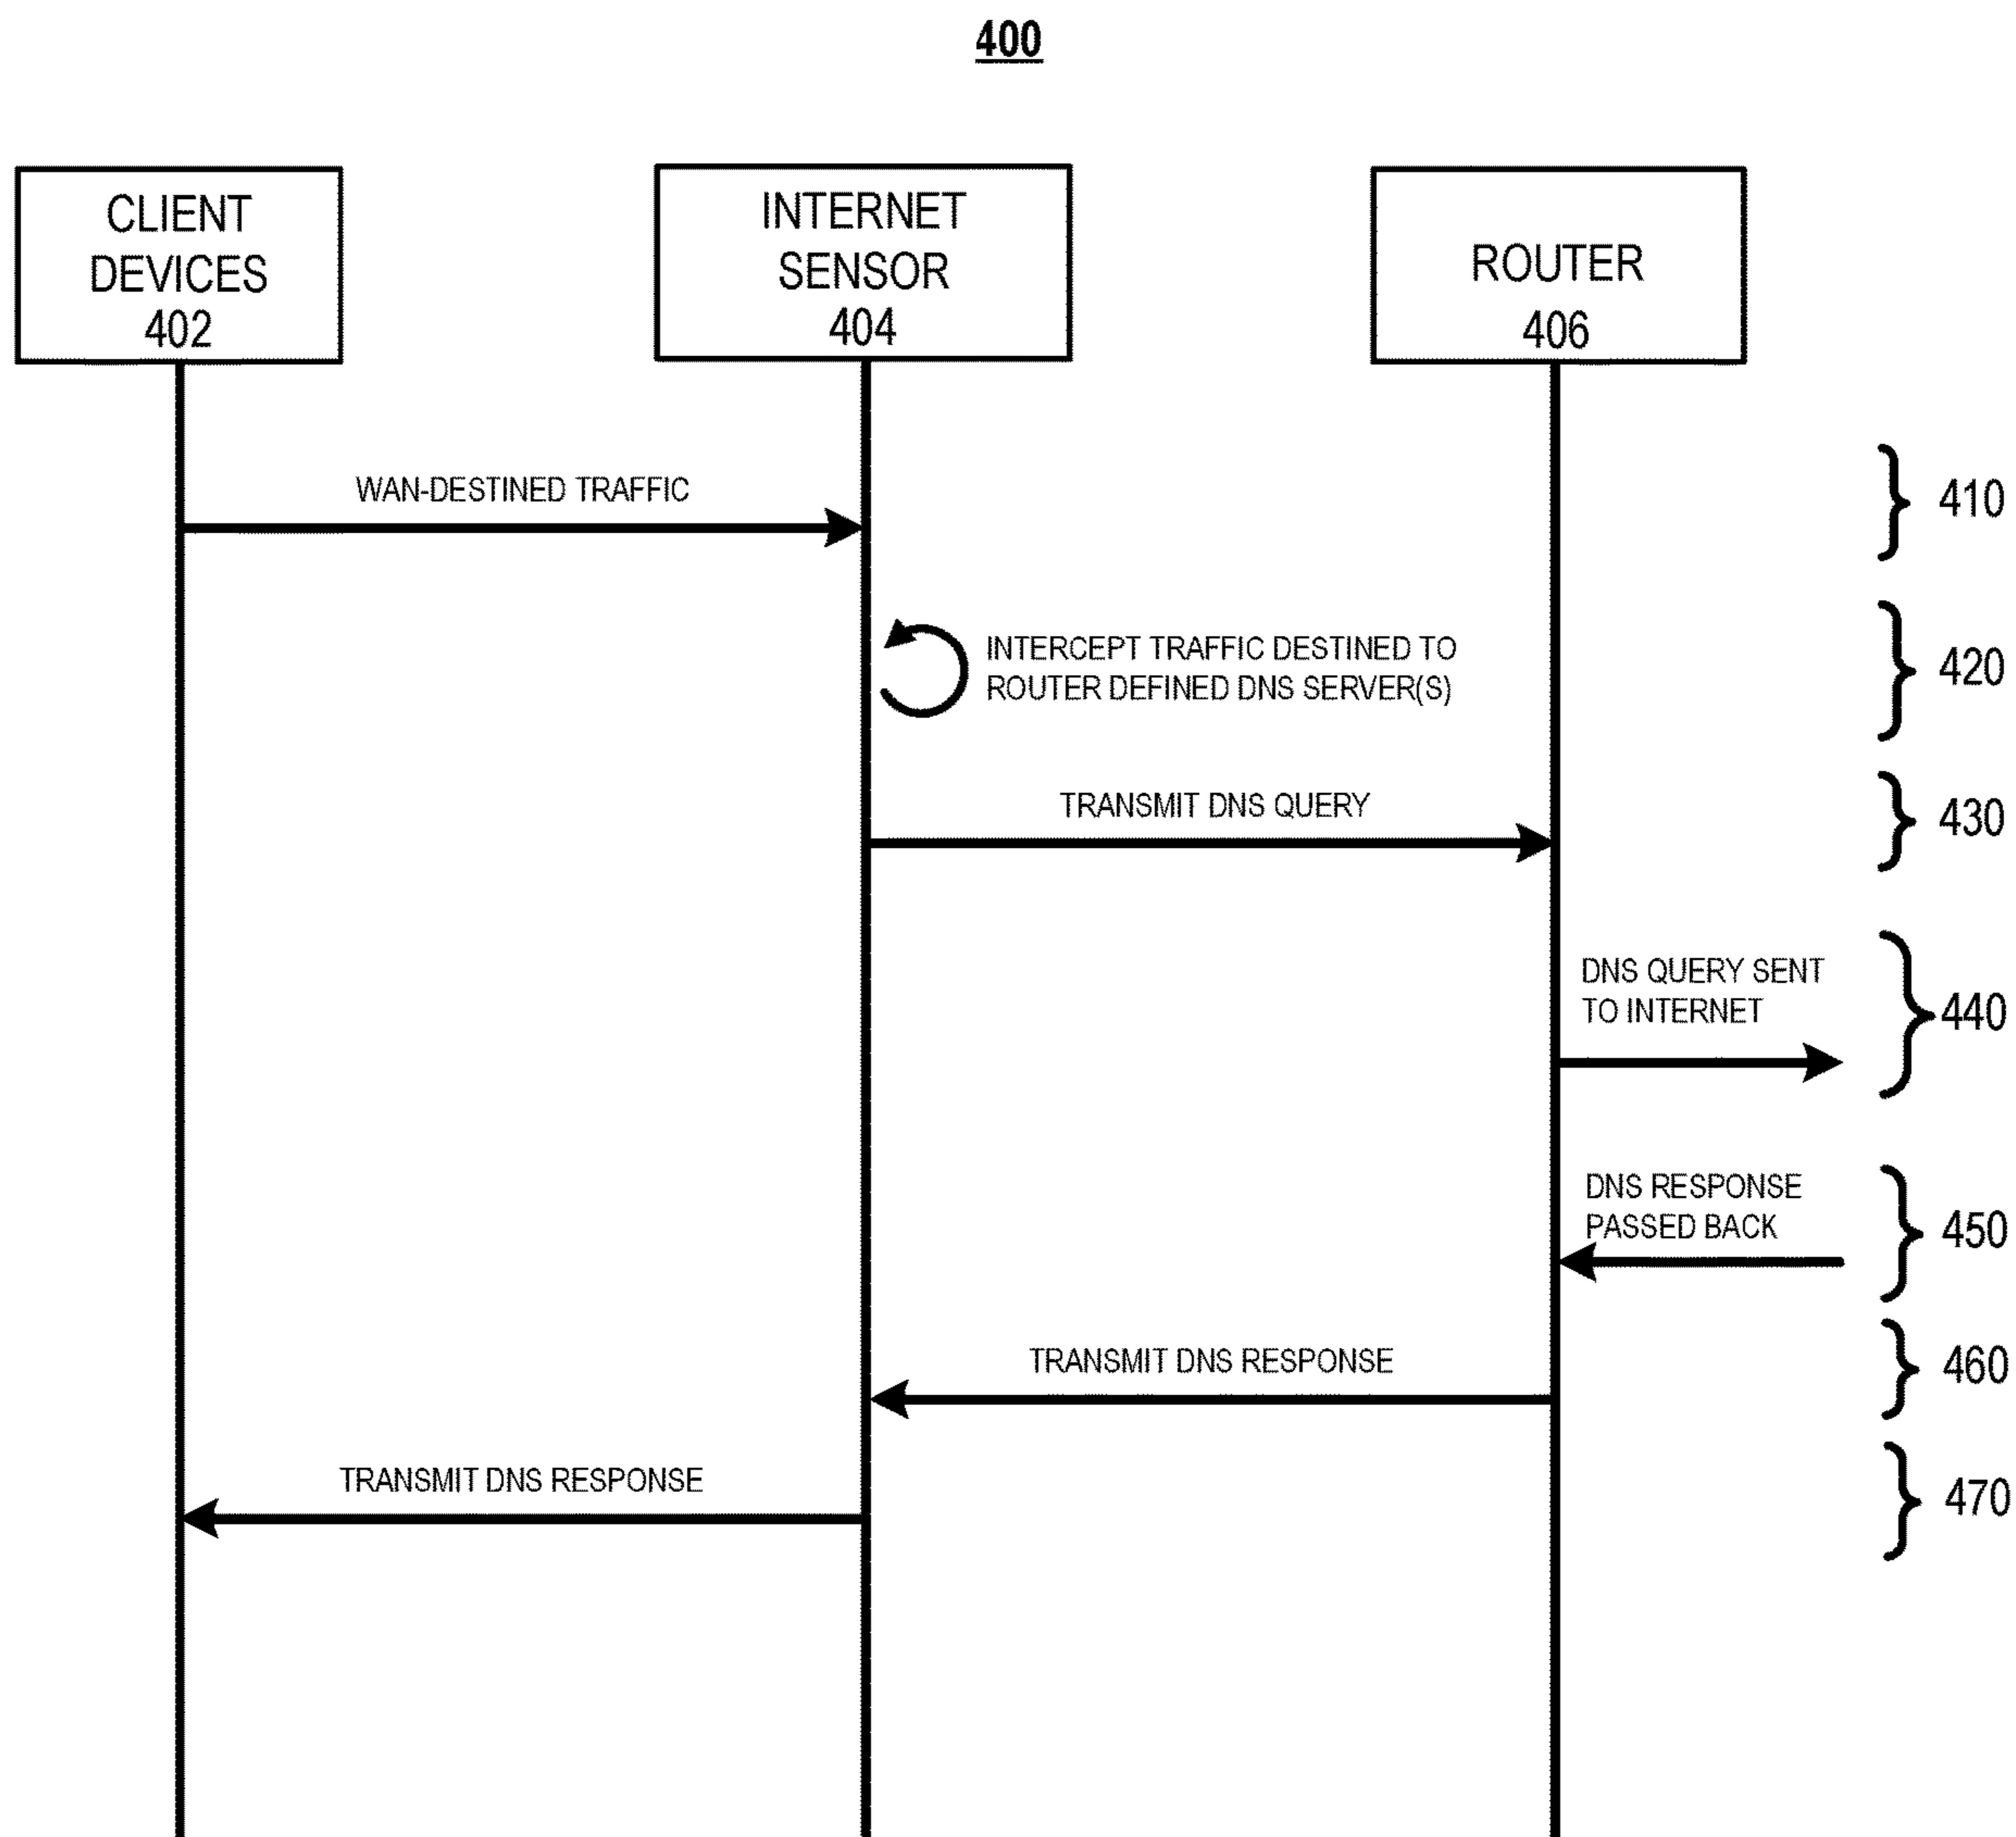 400
CLIENT
DEVICES
402
INTERNET
SENSOR
404
ROUTER
406
WAN-DESTINED TRAFFIC
410
INTERCEPT TRAFFIC DESTINED TO
ROUTER DEFINED DNS SERVER(S)
420
TRANSMIT DNS QUERY
430
DNS QUERY SENT
TO INTERNET
440
DNS RESPONSE
PASSED BACK
450
TRANSMIT DNS RESPONSE
460
TRANSMIT DNS RESPONSE
470